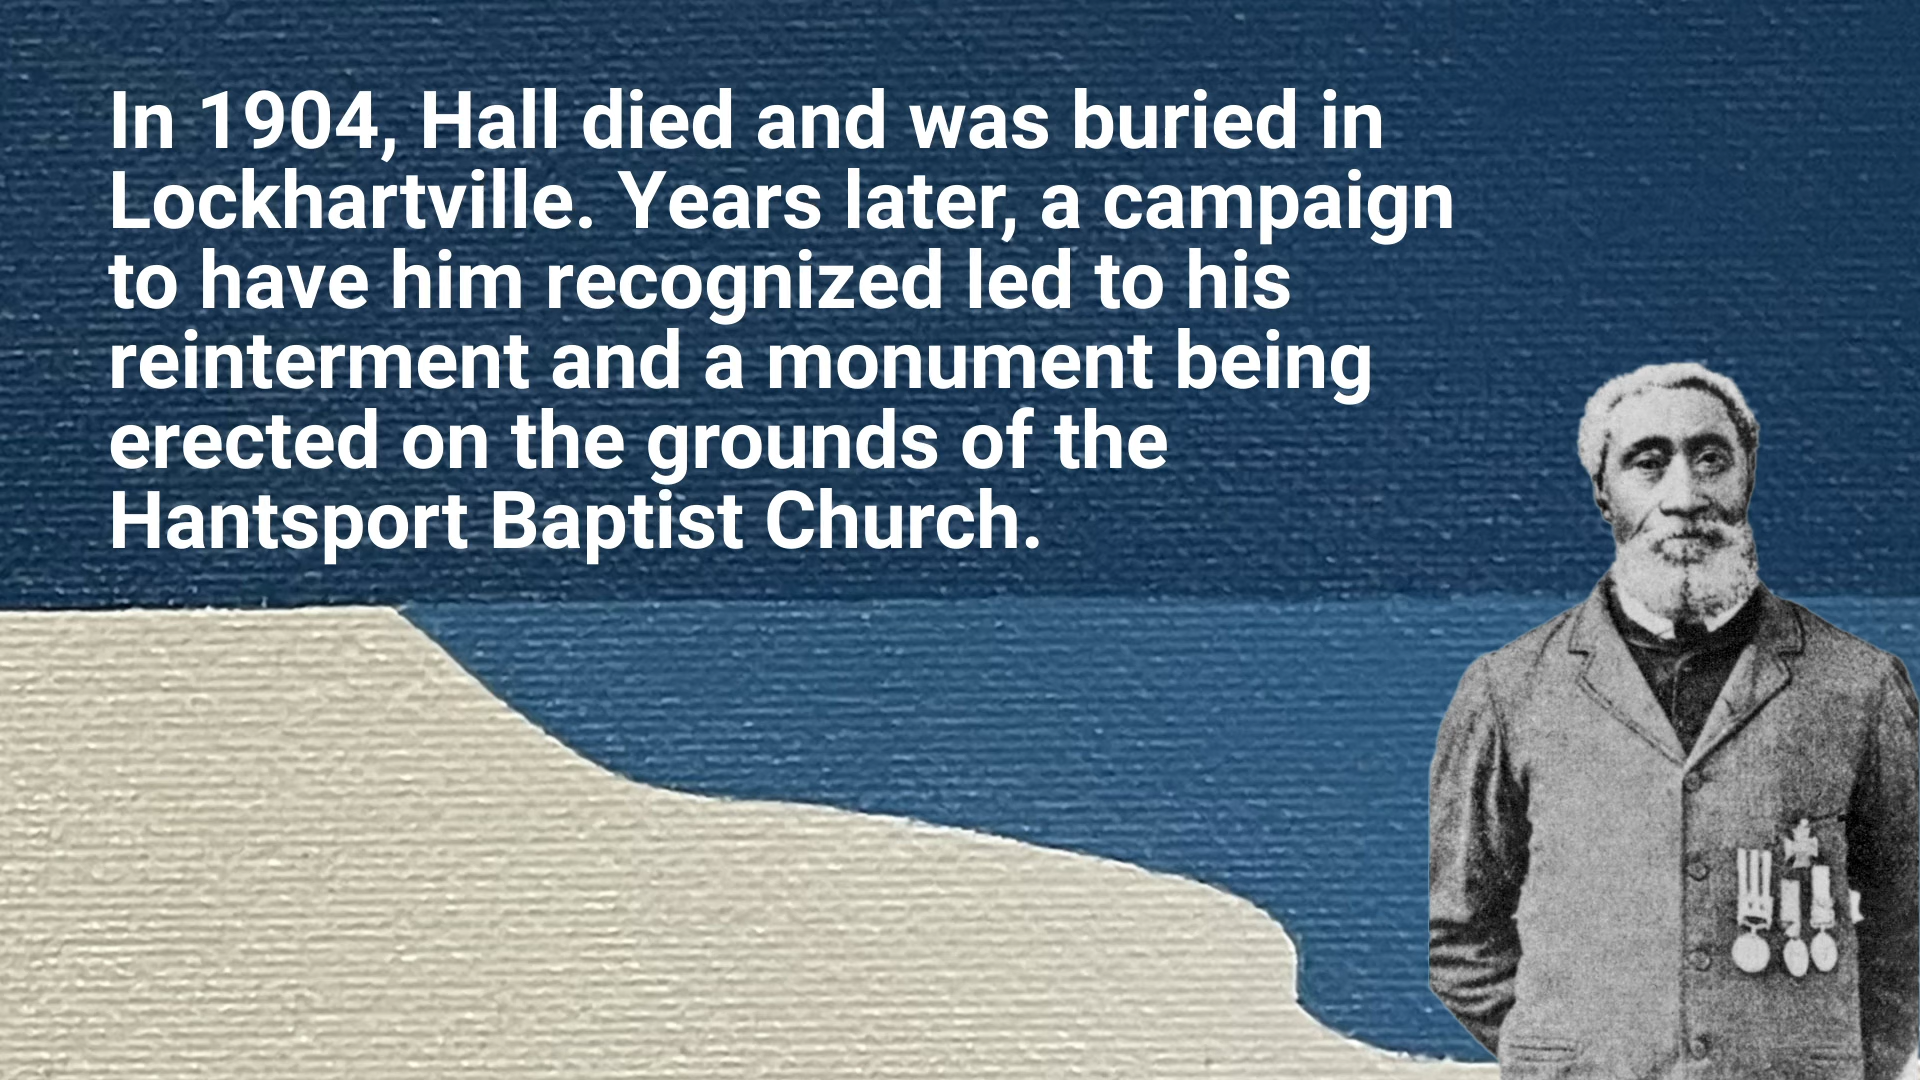 In 1904, Hall died and was buried in
Lockhartville. Years later, a campaign
to have him recognized led to his
reinterment and a monument being
erected on the grounds of the
Hantsport Baptist Church.